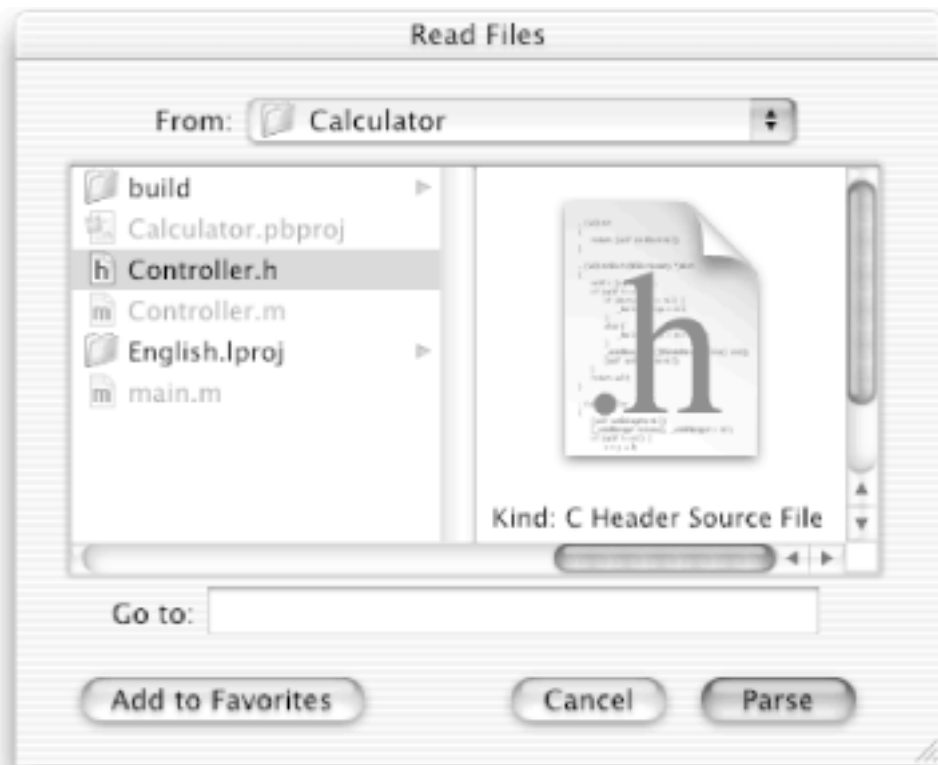 Read Files
From: Calculator
build
Calculator.pbproj
h Controller.h
m Controller.m
English.lproj
m main.m
.h
Kind: C Header Source File
Go to:
Add to Favorites Cancel Parse